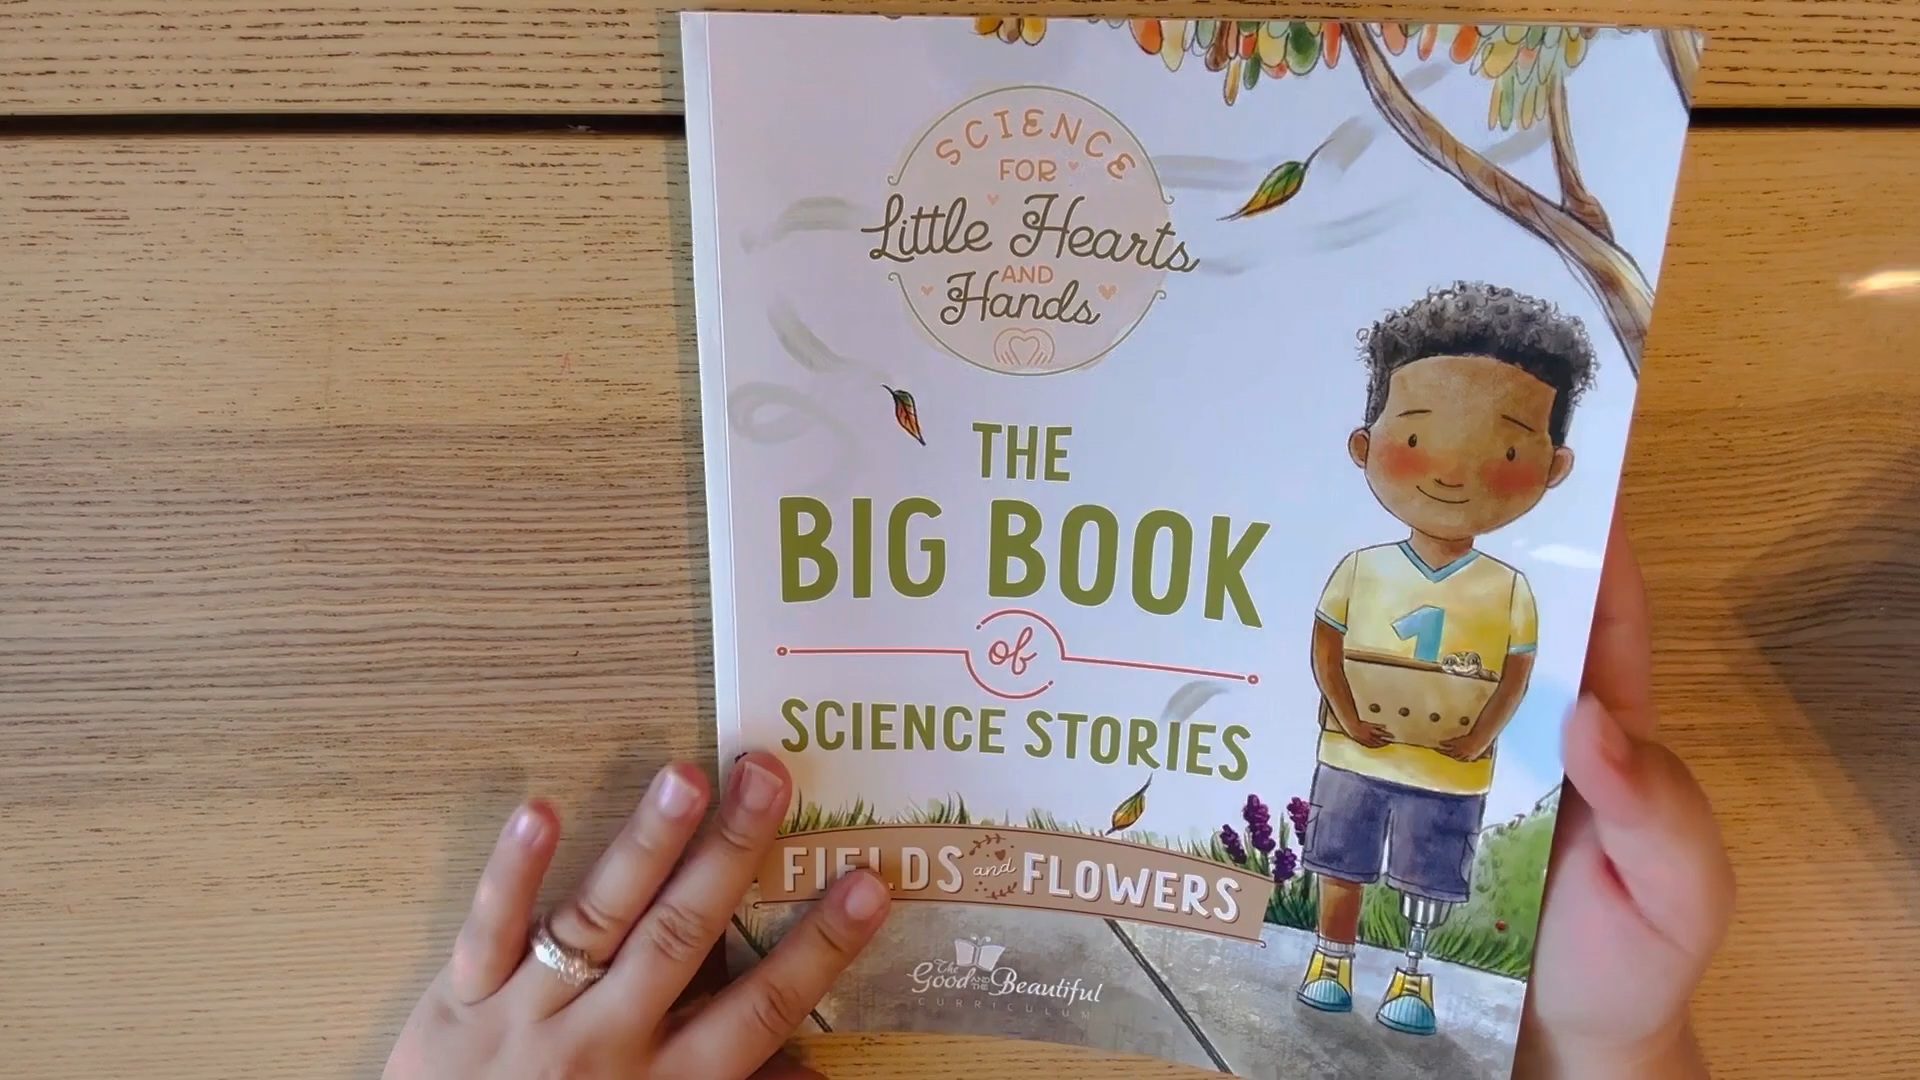 SCIENCE
FOR
Little Hearts
AND
Hands
THE
BIG BOOK
of
SCIENCE STORIES
1
FIELDS and FLOWERS
The
Good AND THE Beautiful
CURRICULUM